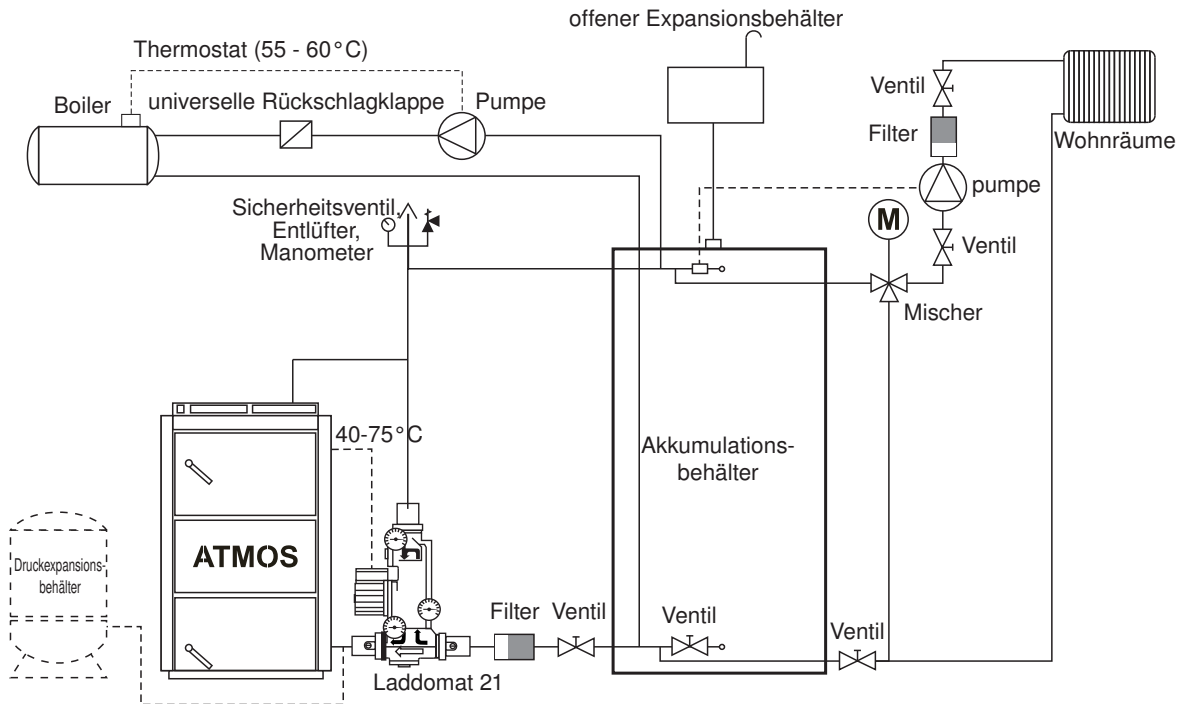 offener Expansionsbehälter
Thermostat (55 - 60°C)
Boiler
universelle Rückschlagklappe
Pumpe
Ventil
Filter
Wohnräume
pumpe
Sicherheitsventil,
Entlüfter,
Manometer
M
Ventil
Mischer
40-75°C
Akkumulations-
behälter
ATMOS
Druckexpansions-
behälter
Filter
Ventil
Ventil
Ventil
Laddomat 21